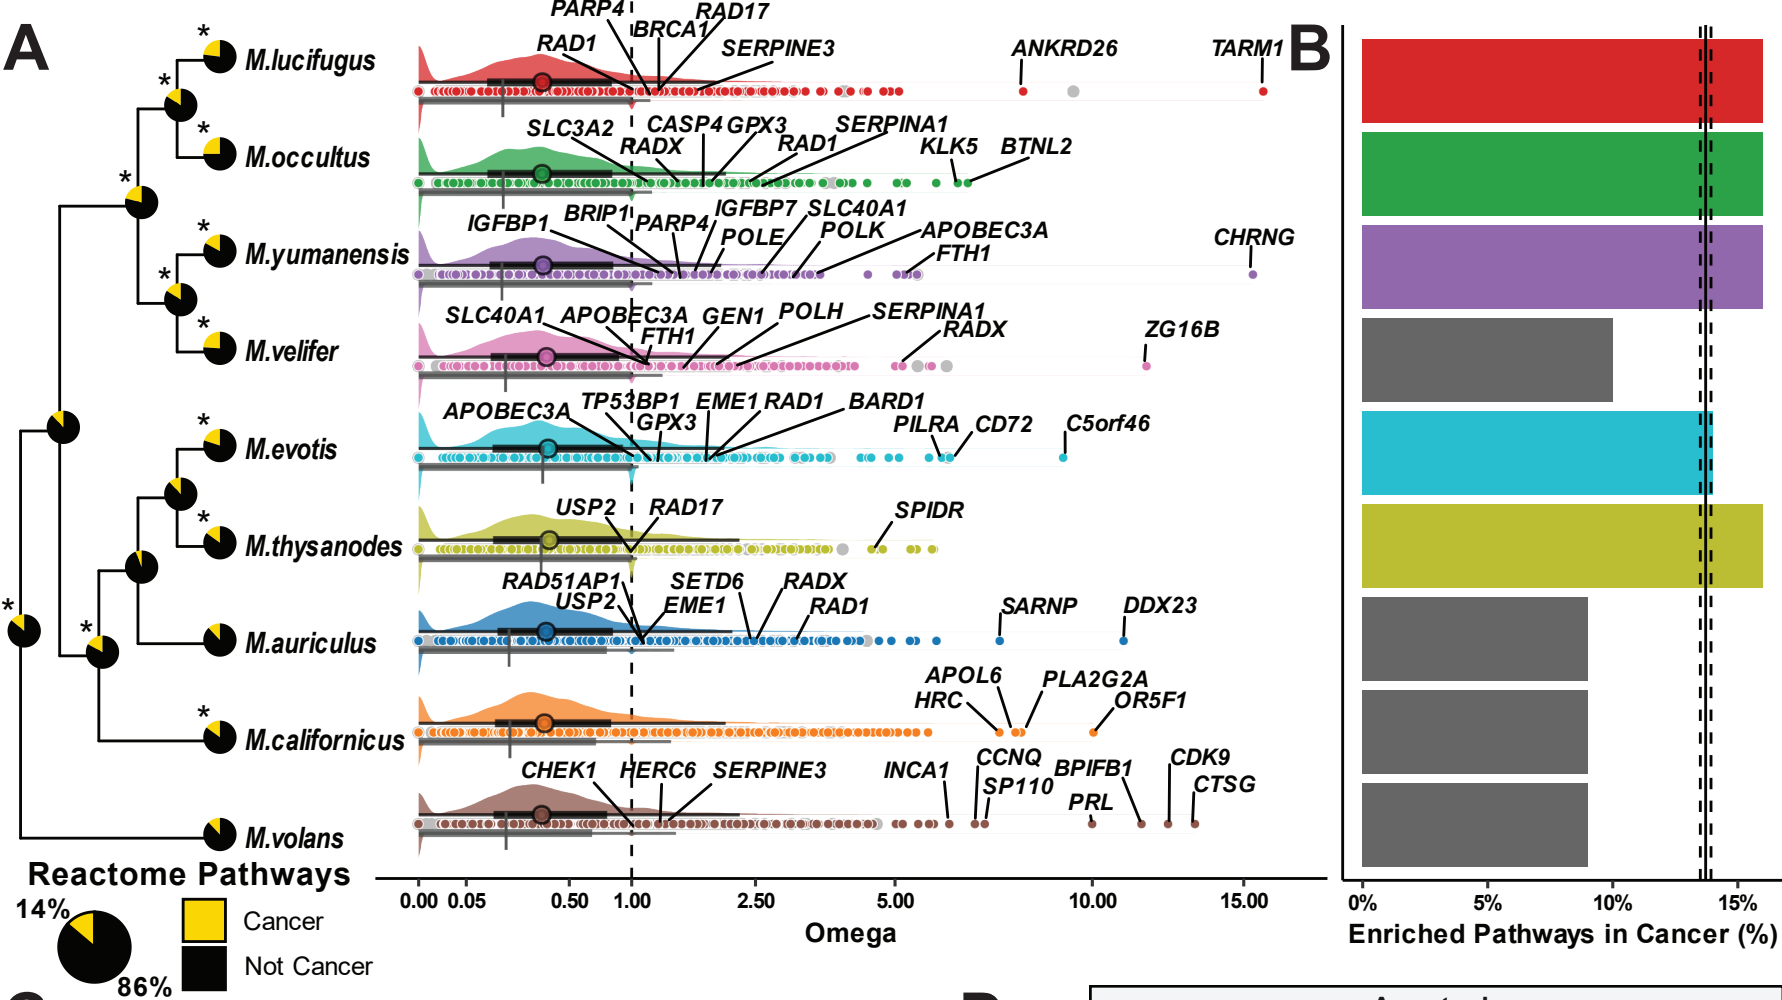 A
B
PARP4
RAD17
BRCA1
RAD1
SERPINE3
ANKRD26
TARM1
M.lucifugus
SLC3A2
CASP4
GPX3
SERPINA1
RADX
RAD1
KLK5
BTNL2
M.occultus
IGFBP1
BRIP1
PARP4
IGFBP7
SLC40A1
POLE
POLK
APOBEC3A
FTH1
CHRNG
M.yumanensis
SLC40A1
APOBEC3A
FTH1
GEN1
POLH
SERPINA1
RADX
ZG16B
M.velifer
APOBEC3A
TP53BP1
GPX3
EME1
RAD1
BARD1
PILRA
CD72
C5orf46
M.evotis
USP2
RAD17
SPIDR
M.thysanodes
RAD51AP1
USP2
SETD6
EME1
RADX
RAD1
SARNP
DDX23
M.auriculus
APOL6
HRC
PLA2G2A
OR5F1
M.californicus
CHEK1
HERC6
SERPINE3
INCA1
CCNQ
SP110
BPIFB1
PRL
CDK9
CTSG
M.volans
* * * * * * * * * * * *
Reactome Pathways
14%
86%
Cancer
Not Cancer
0.00 0.05 0.50 1.00 2.50 5.00 10.00 15.00
Omega
0% 5% 10% 15%
Enriched Pathways in Cancer (%)